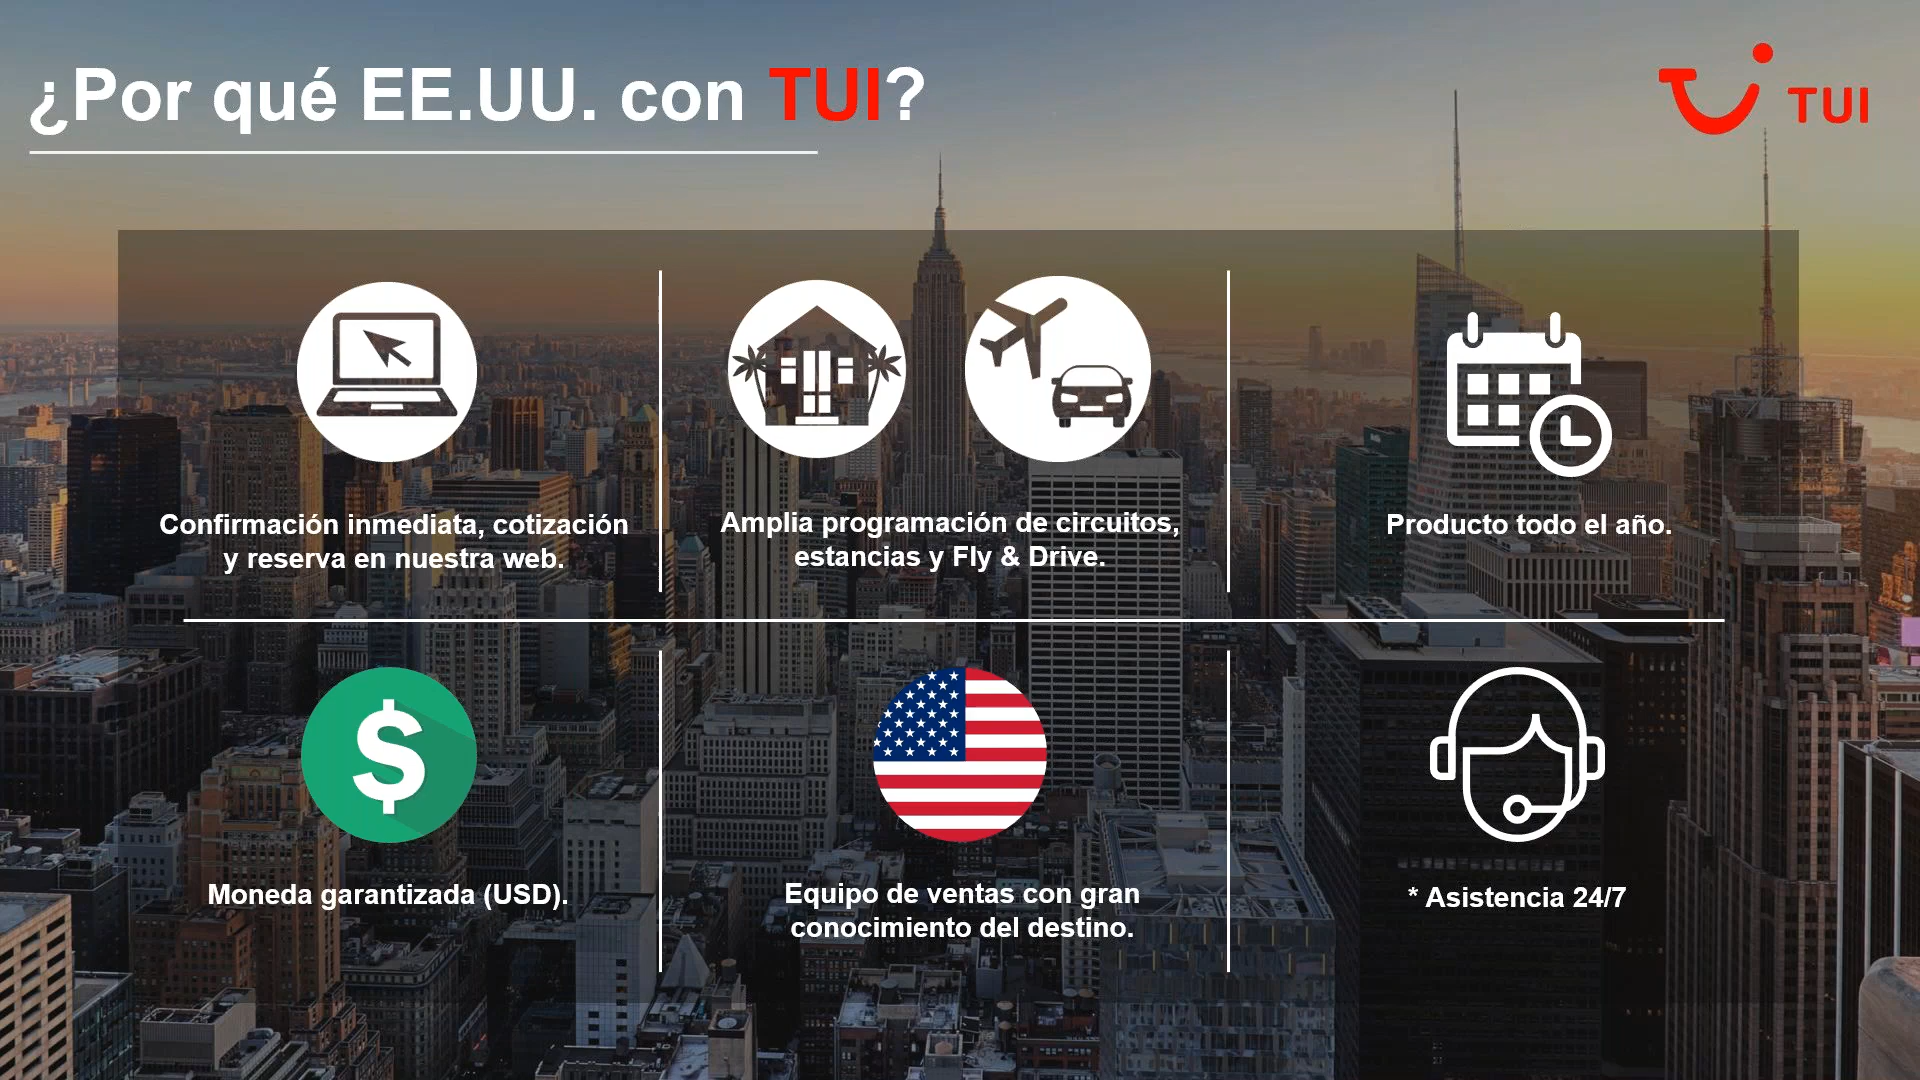 ¿Por qué EE.UU. con TUI?
TUI
Confirmación inmediata, cotización
y reserva en nuestra web.
Amplia programación de circuitos,
estancias y Fly & Drive.
Producto todo el año.
$
Moneda garantizada (USD).
Equipo de ventas con gran
conocimiento del destino.
* Asistencia 24/7